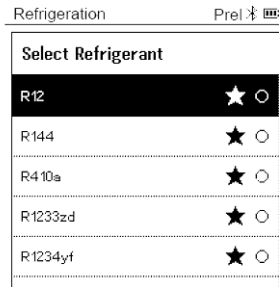 Refrigeration Prel
Select Refrigerant
R12
R144
R410a
R1233zd
R1234yf